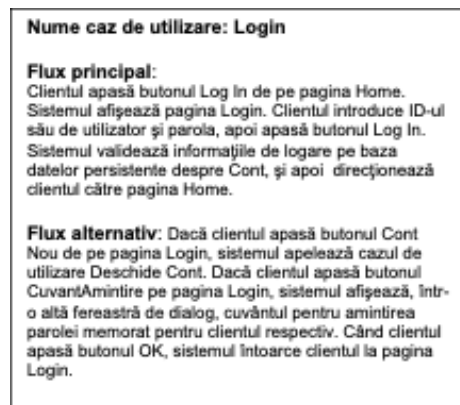 Nume caz de utilizare: Login
Flux principal:
Clientul apasă butonul Log In de pe pagina Home.
Sistemul afişează pagina Login. Clientul introduce ID-ul
său de utilizator şi parola, apoi apasă butonul Log In.
Sistemul validează informaţiile de logare pe baza
datelor persistente despre Cont, şi apoi direcţionează
clientul către pagina Home.
Flux alternativ: Dacă clientul apasă butonul Cont
Nou de pe pagina Login, sistemul apelează cazul de
utilizare Deschide Cont. Dacă clientul apasă butonul
CuvantAmintire pe pagina Login, sistemul afişează, într-
o altă fereastră de dialog, cuvântul pentru amintirea
parolei memorat pentru clientul respectiv. Când clientul
apasă butonul OK, sistemul întoarce clientul la pagina
Login.